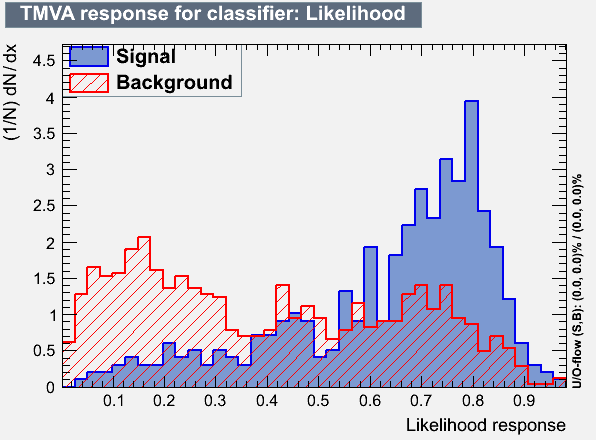 TMVA response for classifier: Likelihood
(1/N) dN/dx
Signal
Background
4.5
4
3.5
3
2.5
2
1.5
1
0.5
0
0.1 0.2 0.3 0.4 0.5 0.6 0.7 0.8 0.9
Likelihood response
U/O-flow (S,B): (0.0, 0.0)% / (0.0, 0.0)%